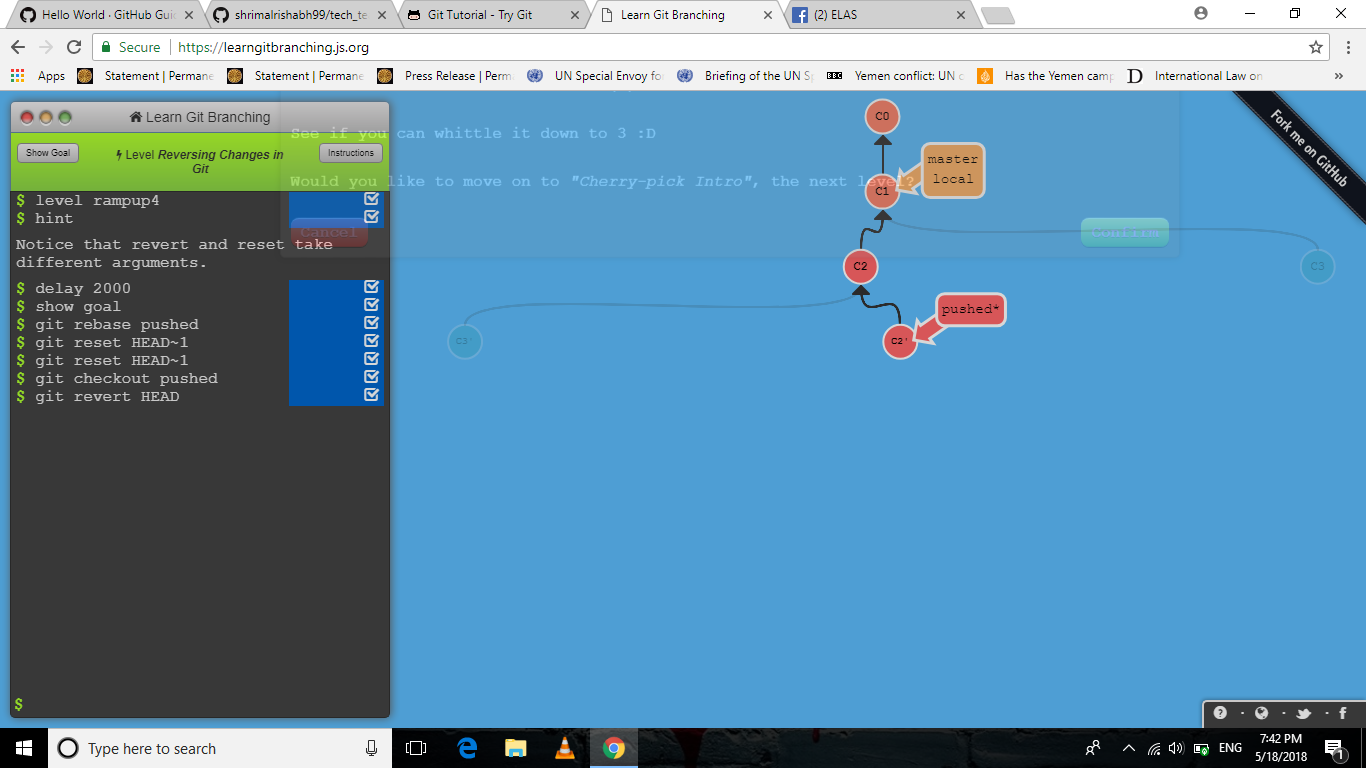 Hello World · GitHub Gui
shrimalrishabh99/tech_te
Git Tutorial - Try Git
Learn Git Branching
(2) ELAS
Secure
https://learngitbranching.js.org
Apps
Statement | Permane
Statement | Permane
Press Release | Perm
UN Special Envoy fo
Briefing of the UN S
BBC
Yemen conflict: UN c
Has the Yemen cam
D
International Law on
»
Learn Git Branching
Show Goal
Level Reversing Changes in
Git
Instructions
See if you can whittle it down to 3 :D
Would you like to move on to "Cherry-pick Intro", the next level?
Cancel
Confirm
$ level rampup4
$ hint
Notice that revert and reset take
different arguments.
$ delay 2000
$ show goal
$ git rebase pushed
$ git reset HEAD~1
$ git reset HEAD~1
$ git checkout pushed
$ git revert HEAD
$
C0
master
local
C1
C2
C3
pushed*
C3'
C2'
Fork me on GitHub
Type here to search
ENG
7:42 PM
5/18/2018
1